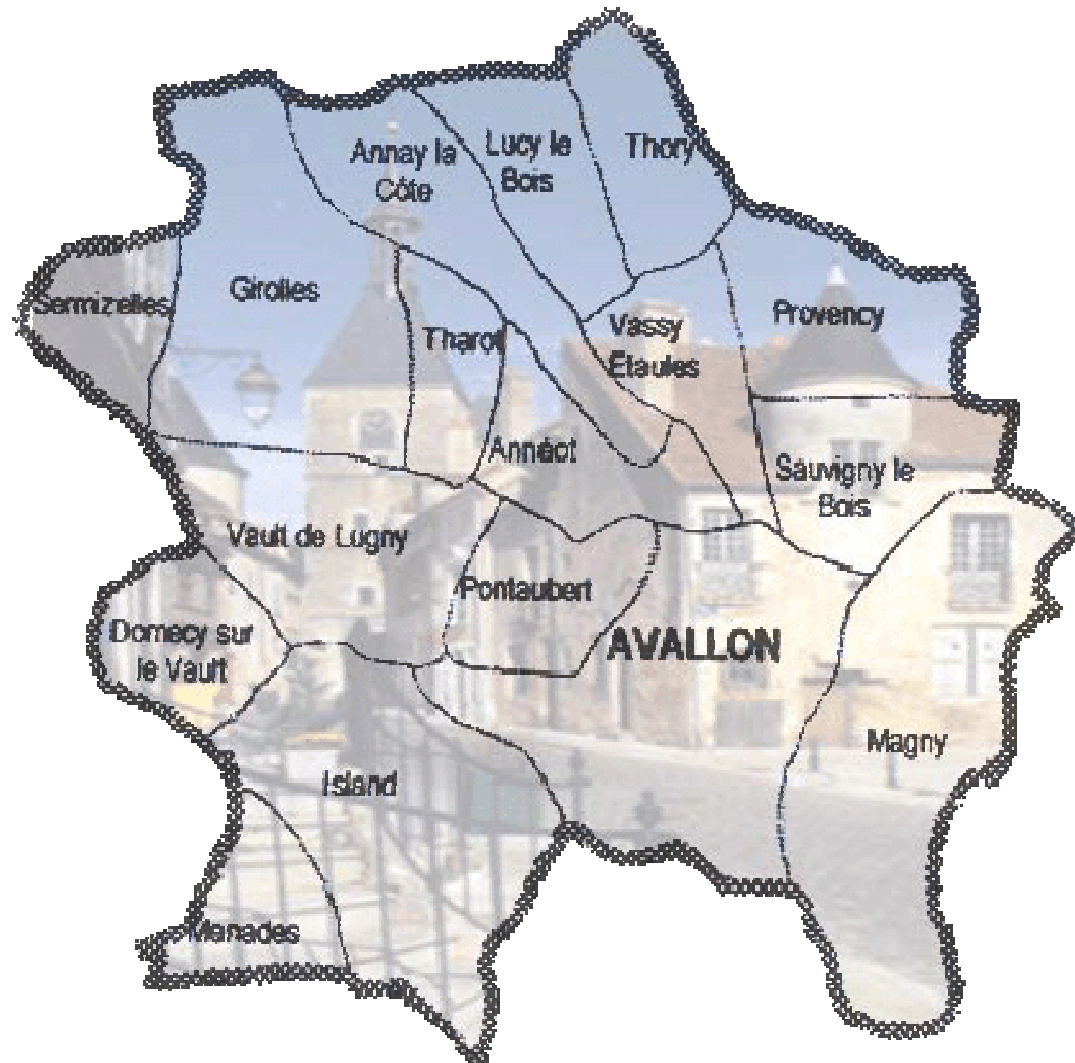 Thory
Lucy le
Bois
Annay la
Côte
Girolles
Sermizelles
Provency
Vassy
Etaules
Tharot
Annéot
Sauvigny le
Bois
Vault de Lugny
Pontaubert
Domecy sur
le Vault
AVALLON
Magny
Island
Menades